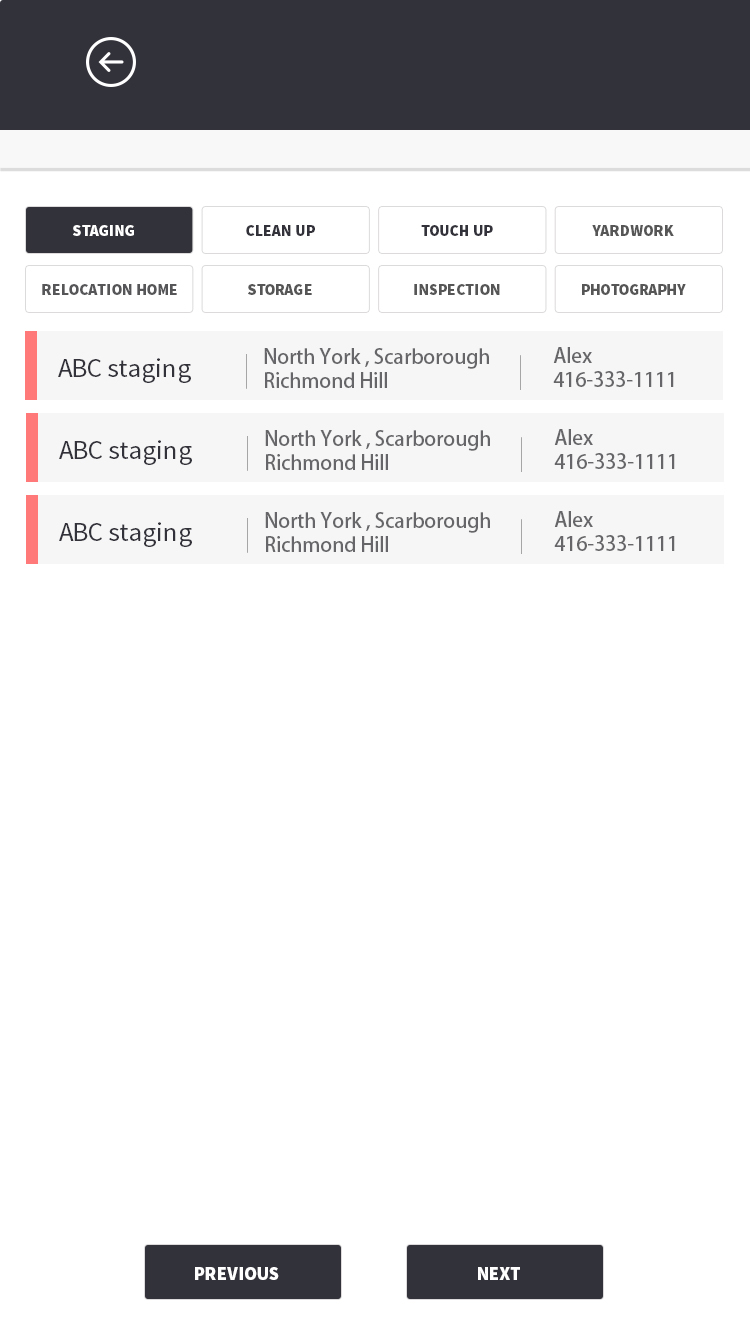 STAGING
CLEAN UP
TOUCH UP
YARDWORK
RELOCATION HOME
STORAGE
INSPECTION
PHOTOGRAPHY
ABC staging
North York , Scarborough
Richmond Hill
Alex
416-333-1111
ABC staging
North York , Scarborough
Richmond Hill
Alex
416-333-1111
ABC staging
North York , Scarborough
Richmond Hill
Alex
416-333-1111
PREVIOUS
NEXT